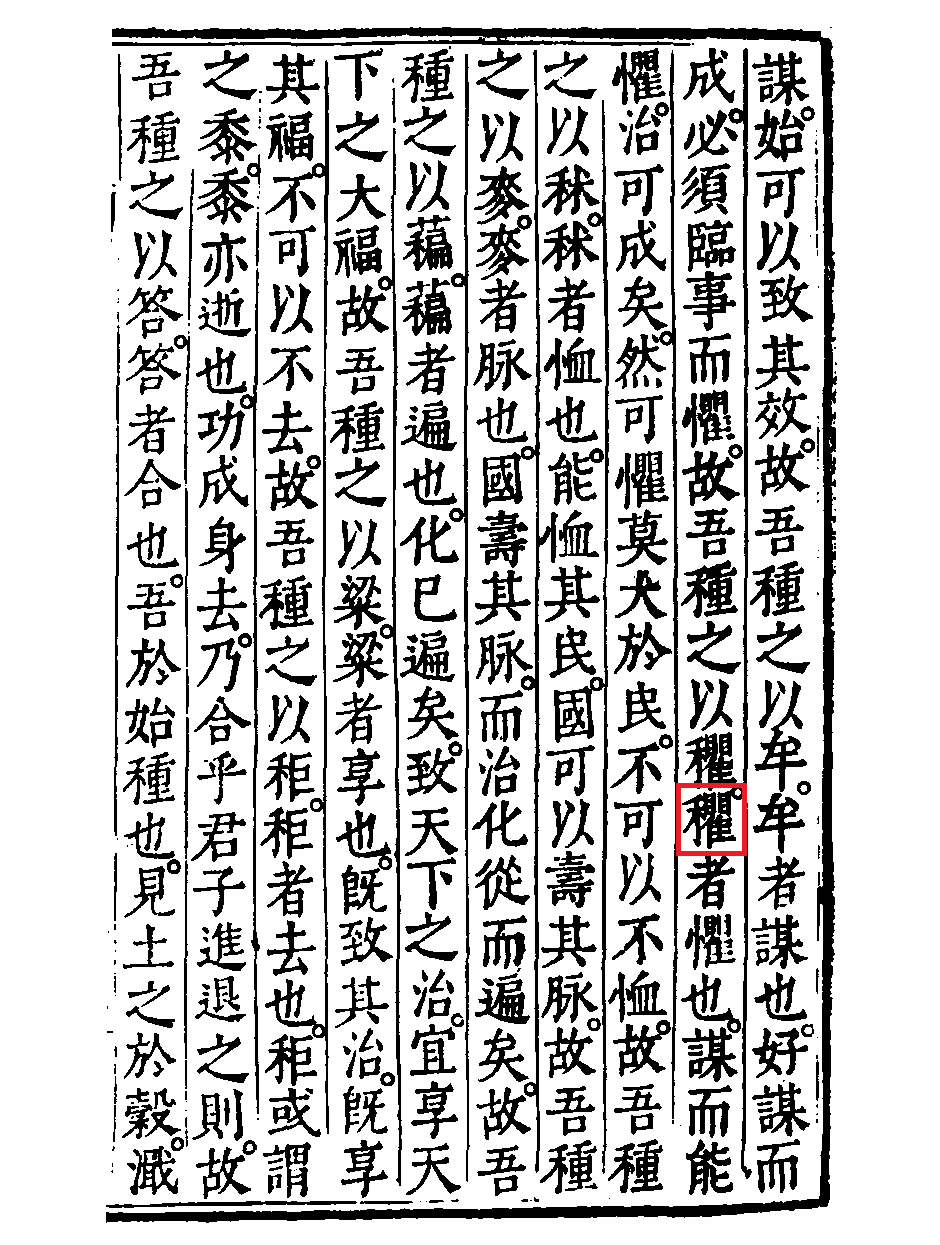 謀。始可以致其效。故吾種之以牟。牟者謀也。好謀而
成。必須臨事而懼。故吾種之以𥤘。𥤘者懼也。謀而能
懼。治可成矣。然可懼莫大於民。不可以不恤。故吾種
之以秫。秫者恤也。能恤其民。國可以壽其脉。故吾種
之以麥。麥者脉也。國壽其脉。而治化從而遍矣。故吾
種之以藊。藊者遍也。化已遍矣。致天下之治。宜享天
下之大福。故吾種之以粱。粱者享也。既致其治。既享
其福。不可以不去。故吾種之以秬。秬者去也。秬或謂
之黍。黍亦逝也。功成身去。乃合乎君子進退之則。故
吾種之以答。答者合也。吾於始種也。見土之於穀。濈